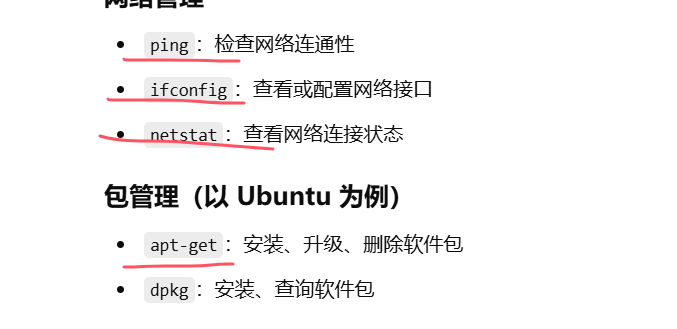 网络管理
ping：检查网络连通性
ifconfig：查看或配置网络接口
netstat：查看网络连接状态
包管理（以 Ubuntu 为例）
apt-get：安装、升级、删除软件包
dpkg：安装、查询软件包